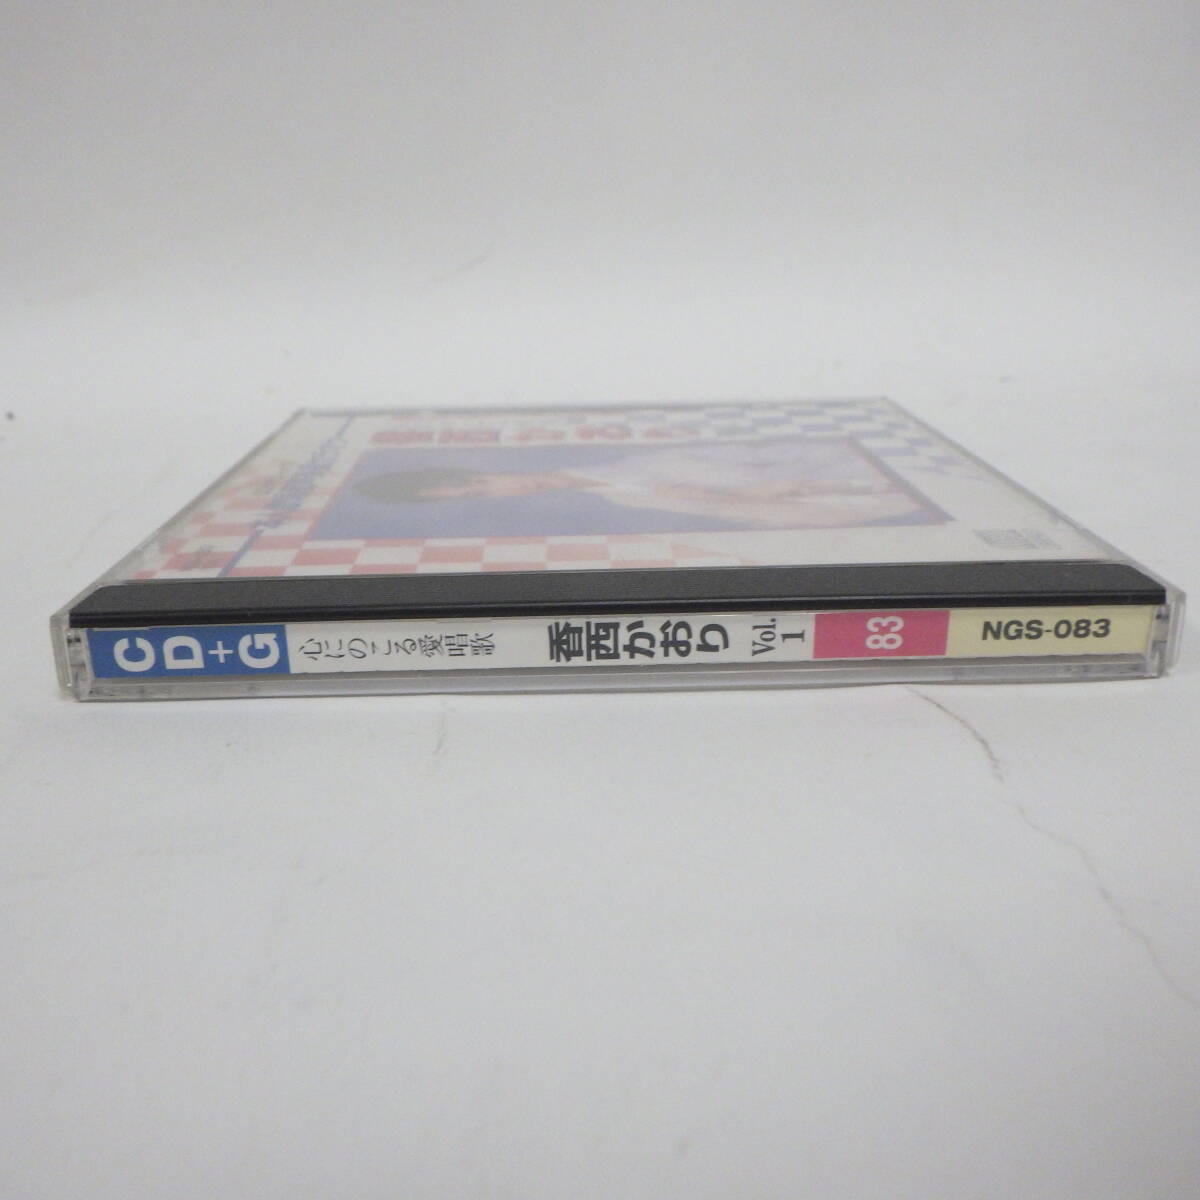 CD+G
心にのこる愛唱歌
香西かおり
Vol. 1
83
NGS-083